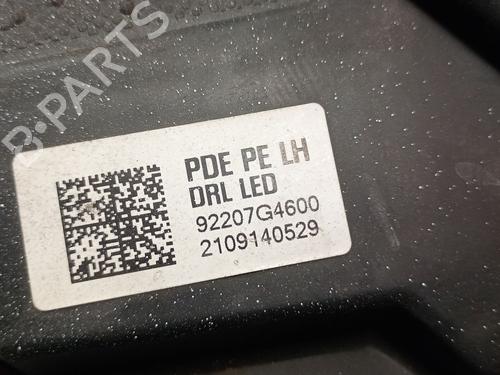 B-PARTS
PDE PE LH
DRL LED
92207G4600
2109140529